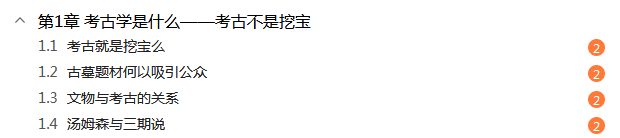 第1章 考古学是什么——考古不是挖宝
1.1 考古就是挖宝么 2
1.2 古墓题材何以吸引公众 2
1.3 文物与考古的关系 2
1.4 汤姆森与三期说 2